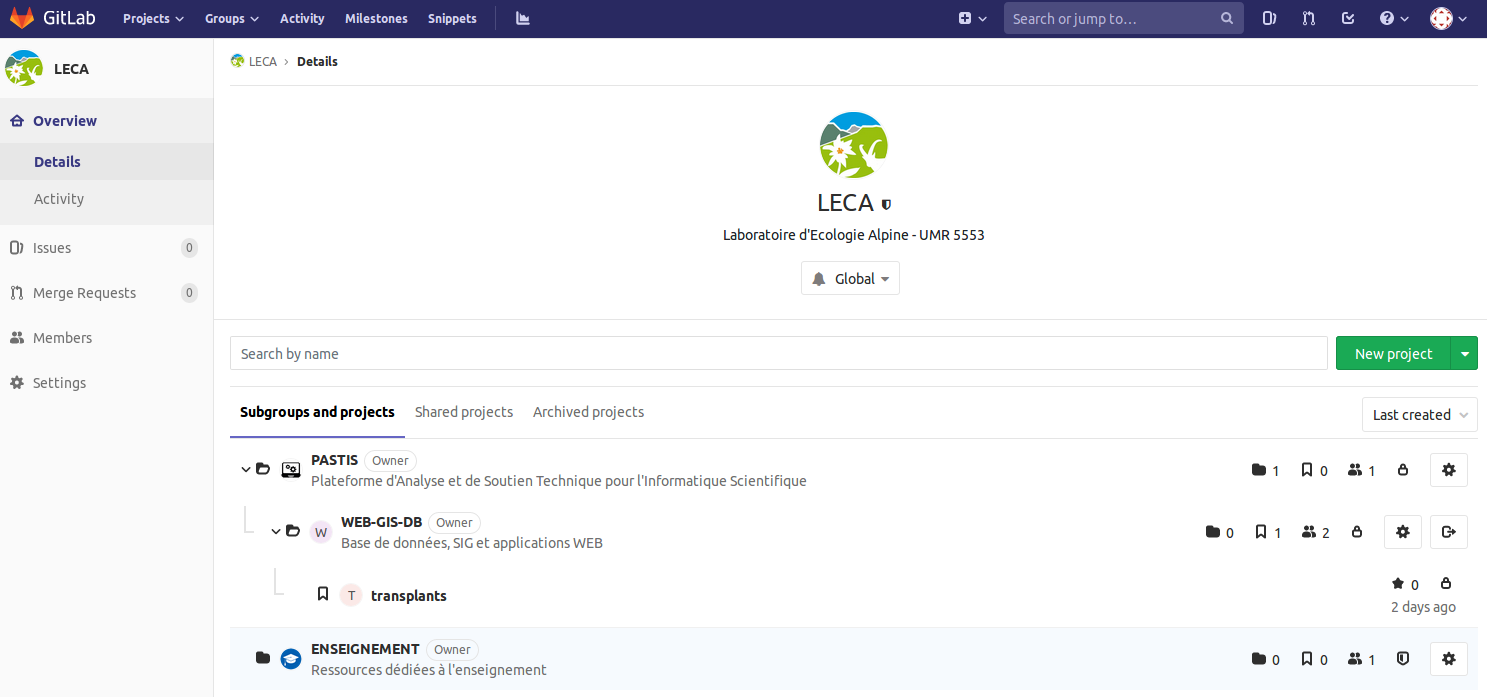 GitLab Projects Groups Activity Milestones Snippets Search or jump to...
LECA
LECA › Details
Overview
Details
Activity
Issues 0
Merge Requests 0
Members
Settings
LECA
Laboratoire d'Ecologie Alpine - UMR 5553
Global
Search by name New project
Subgroups and projects Shared projects Archived projects Last created
PASTIS Owner 1 0 1
Plateforme d'Analyse et de Soutien Technique pour l'Informatique Scientifique
W WEB-GIS-DB Owner 0 1 2
Base de données, SIG et applications WEB
T transplants 0
2 days ago
ENSEIGNEMENT Owner 0 0 1
Ressources dédiées à l'enseignement